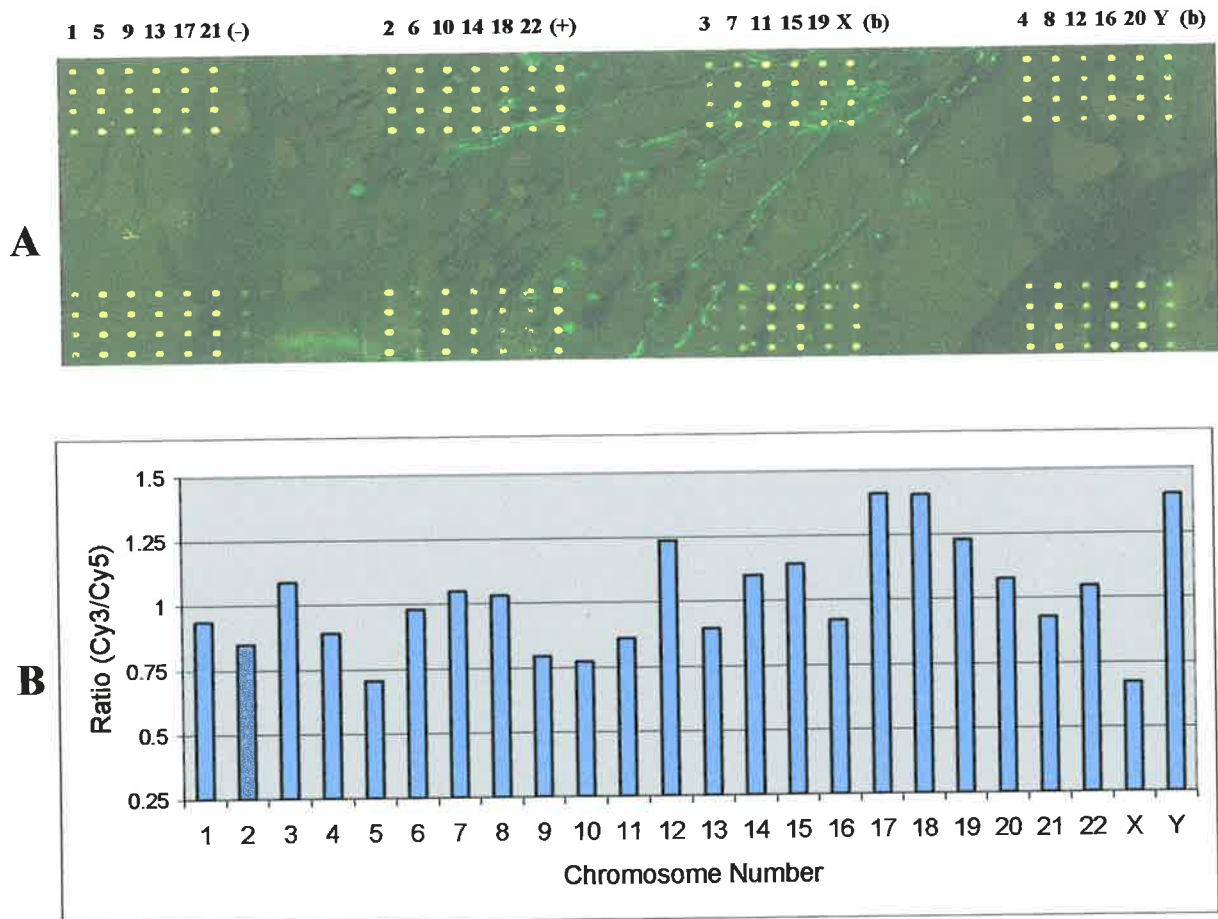 1 5 9 13 17 21 (-) 2 6 10 14 18 22 (+) 3 7 11 15 19 X (b) 4 8 12 16 20 Y (b)
A
B
Ratio (Cy3/Cy5)
1.5
1.25
1
0.75
0.5
0.25
1 2 3 4 5 6 7 8 9 10 11 12 13 14 15 16 17 18 19 20 21 22 X Y
Chromosome Number